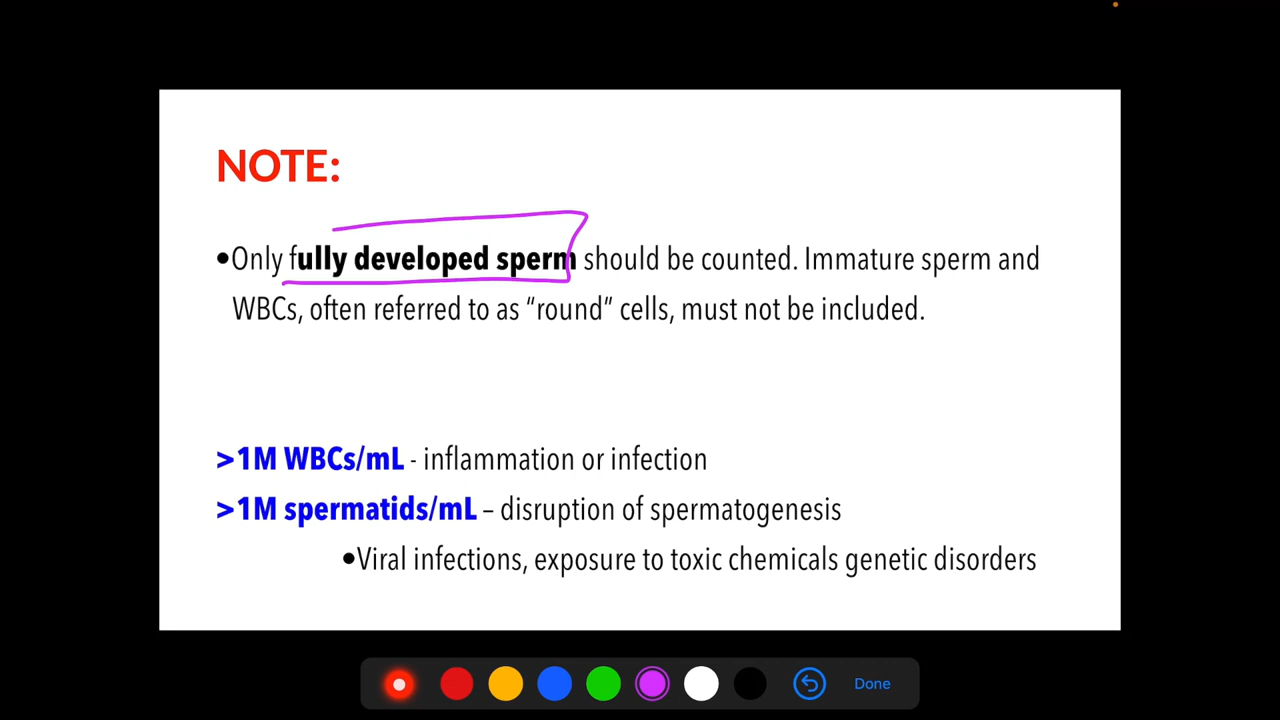 NOTE:
•Only fully developed sperm should be counted. Immature sperm and
WBCs, often referred to as “round” cells, must not be included.
>1M WBCs/mL - inflammation or infection
>1M spermatids/mL – disruption of spermatogenesis
•Viral infections, exposure to toxic chemicals genetic disorders
Done